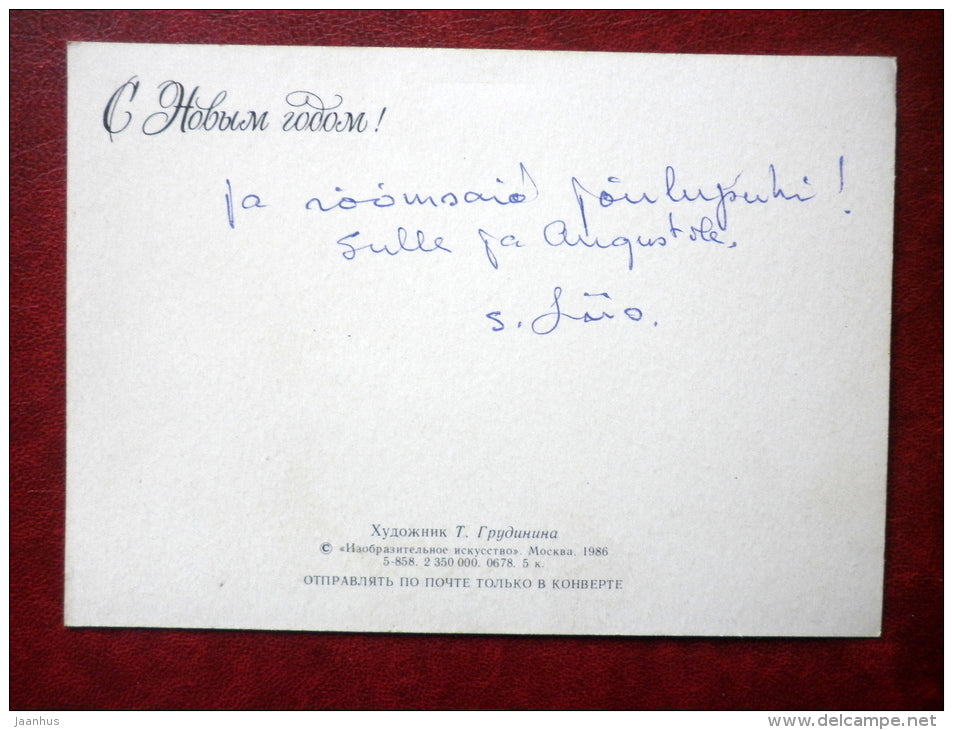 С Новым годом!
ja rõõmsaid jõulupühi!
Sulle ja Augustile.
S.
Художник Т. Грудинина
© «Изобразительное искусство». Москва. 1986
5-858. 2 350 000. 0678. 5 к.
ОТПРАВЛЯТЬ ПО ПОЧТЕ ТОЛЬКО В КОНВЕРТЕ
jaanhus
www.delcampe.net